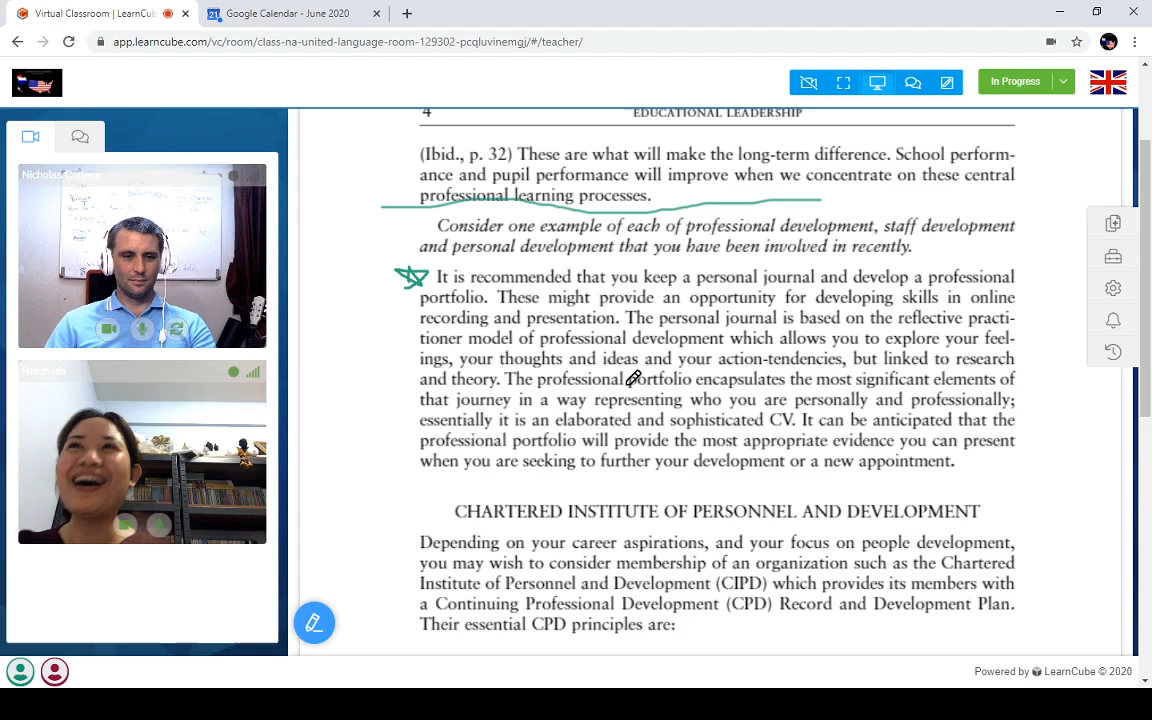 Virtual Classroom | LearnCub
Google Calendar - June 2020
app.learncube.com/vc/room/class-na-united-language-room-129302-pcqluvinemgj/#/teacher/
In Progress
Nicholas
Ratchada
4 EDUCATIONAL LEADERSHIP
(Ibid., p. 32) These are what will make the long-term difference. School perform-
ance and pupil performance will improve when we concentrate on these central
professional learning processes.
Consider one example of each of professional development, staff development
and personal development that you have been involved in recently.
It is recommended that you keep a personal journal and develop a professional
portfolio. These might provide an opportunity for developing skills in online
recording and presentation. The personal journal is based on the reflective practi-
tioner model of professional development which allows you to explore your feel-
ings, your thoughts and ideas and your action-tendencies, but linked to research
and theory. The professional portfolio encapsulates the most significant elements of
that journey in a way representing who you are personally and professionally;
essentially it is an elaborated and sophisticated CV. It can be anticipated that the
professional portfolio will provide the most appropriate evidence you can present
when you are seeking to further your development or a new appointment.
CHARTERED INSTITUTE OF PERSONNEL AND DEVELOPMENT
Depending on your career aspirations, and your focus on people development,
you may wish to consider membership of an organization such as the Chartered
Institute of Personnel and Development (CIPD) which provides its members with
a Continuing Professional Development (CPD) Record and Development Plan.
Their essential CPD principles are:
Powered by LearnCube © 2020